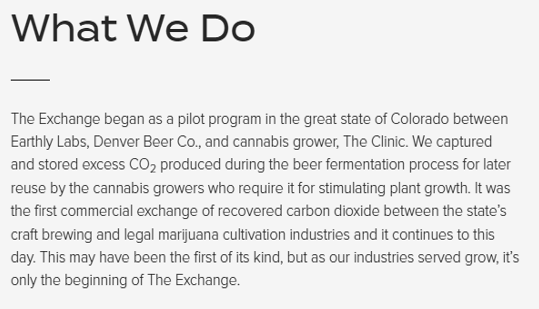 What We Do
The Exchange began as a pilot program in the great state of Colorado between
Earthly Labs, Denver Beer Co., and cannabis grower, The Clinic. We captured
and stored excess CO₂ produced during the beer fermentation process for later
reuse by the cannabis growers who require it for stimulating plant growth. It was
the first commercial exchange of recovered carbon dioxide between the state’s
craft brewing and legal marijuana cultivation industries and it continues to this
day. This may have been the first of its kind, but as our industries served grow, it’s
only the beginning of The Exchange.